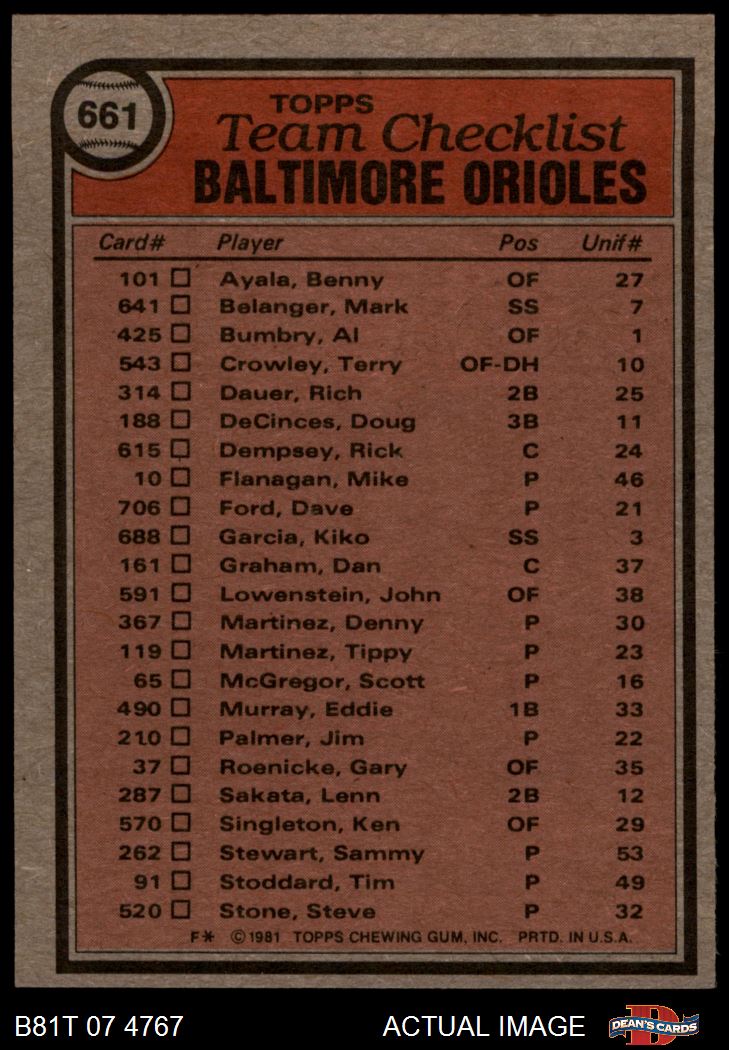 661
TOPPS
Team Checklist
BALTIMORE ORIOLES
Card# Player Pos Unif#
101 Ayala, Benny OF 27
641 Belanger, Mark SS 7
425 Bumbry, Al OF 1
543 Crowley, Terry OF-DH 10
314 Dauer, Rich 2B 25
188 DeCinces, Doug 3B 11
615 Dempsey, Rick C 24
10 Flanagan, Mike P 46
706 Ford, Dave P 21
688 Garcia, Kiko SS 3
161 Graham, Dan C 37
591 Lowenstein, John OF 38
367 Martinez, Denny P 30
119 Martinez, Tippy P 23
65 McGregor, Scott P 16
490 Murray, Eddie 1B 33
210 Palmer, Jim P 22
37 Roenicke, Gary OF 35
287 Sakata, Lenn 2B 12
570 Singleton, Ken OF 29
262 Stewart, Sammy P 53
91 Stoddard, Tim P 49
520 Stone, Steve P 32
F* ©1981 TOPPS CHEWING GUM, INC. PRTD. IN U.S.A.
B81T 07 4767 ACTUAL IMAGE D DEAN'S CARDS